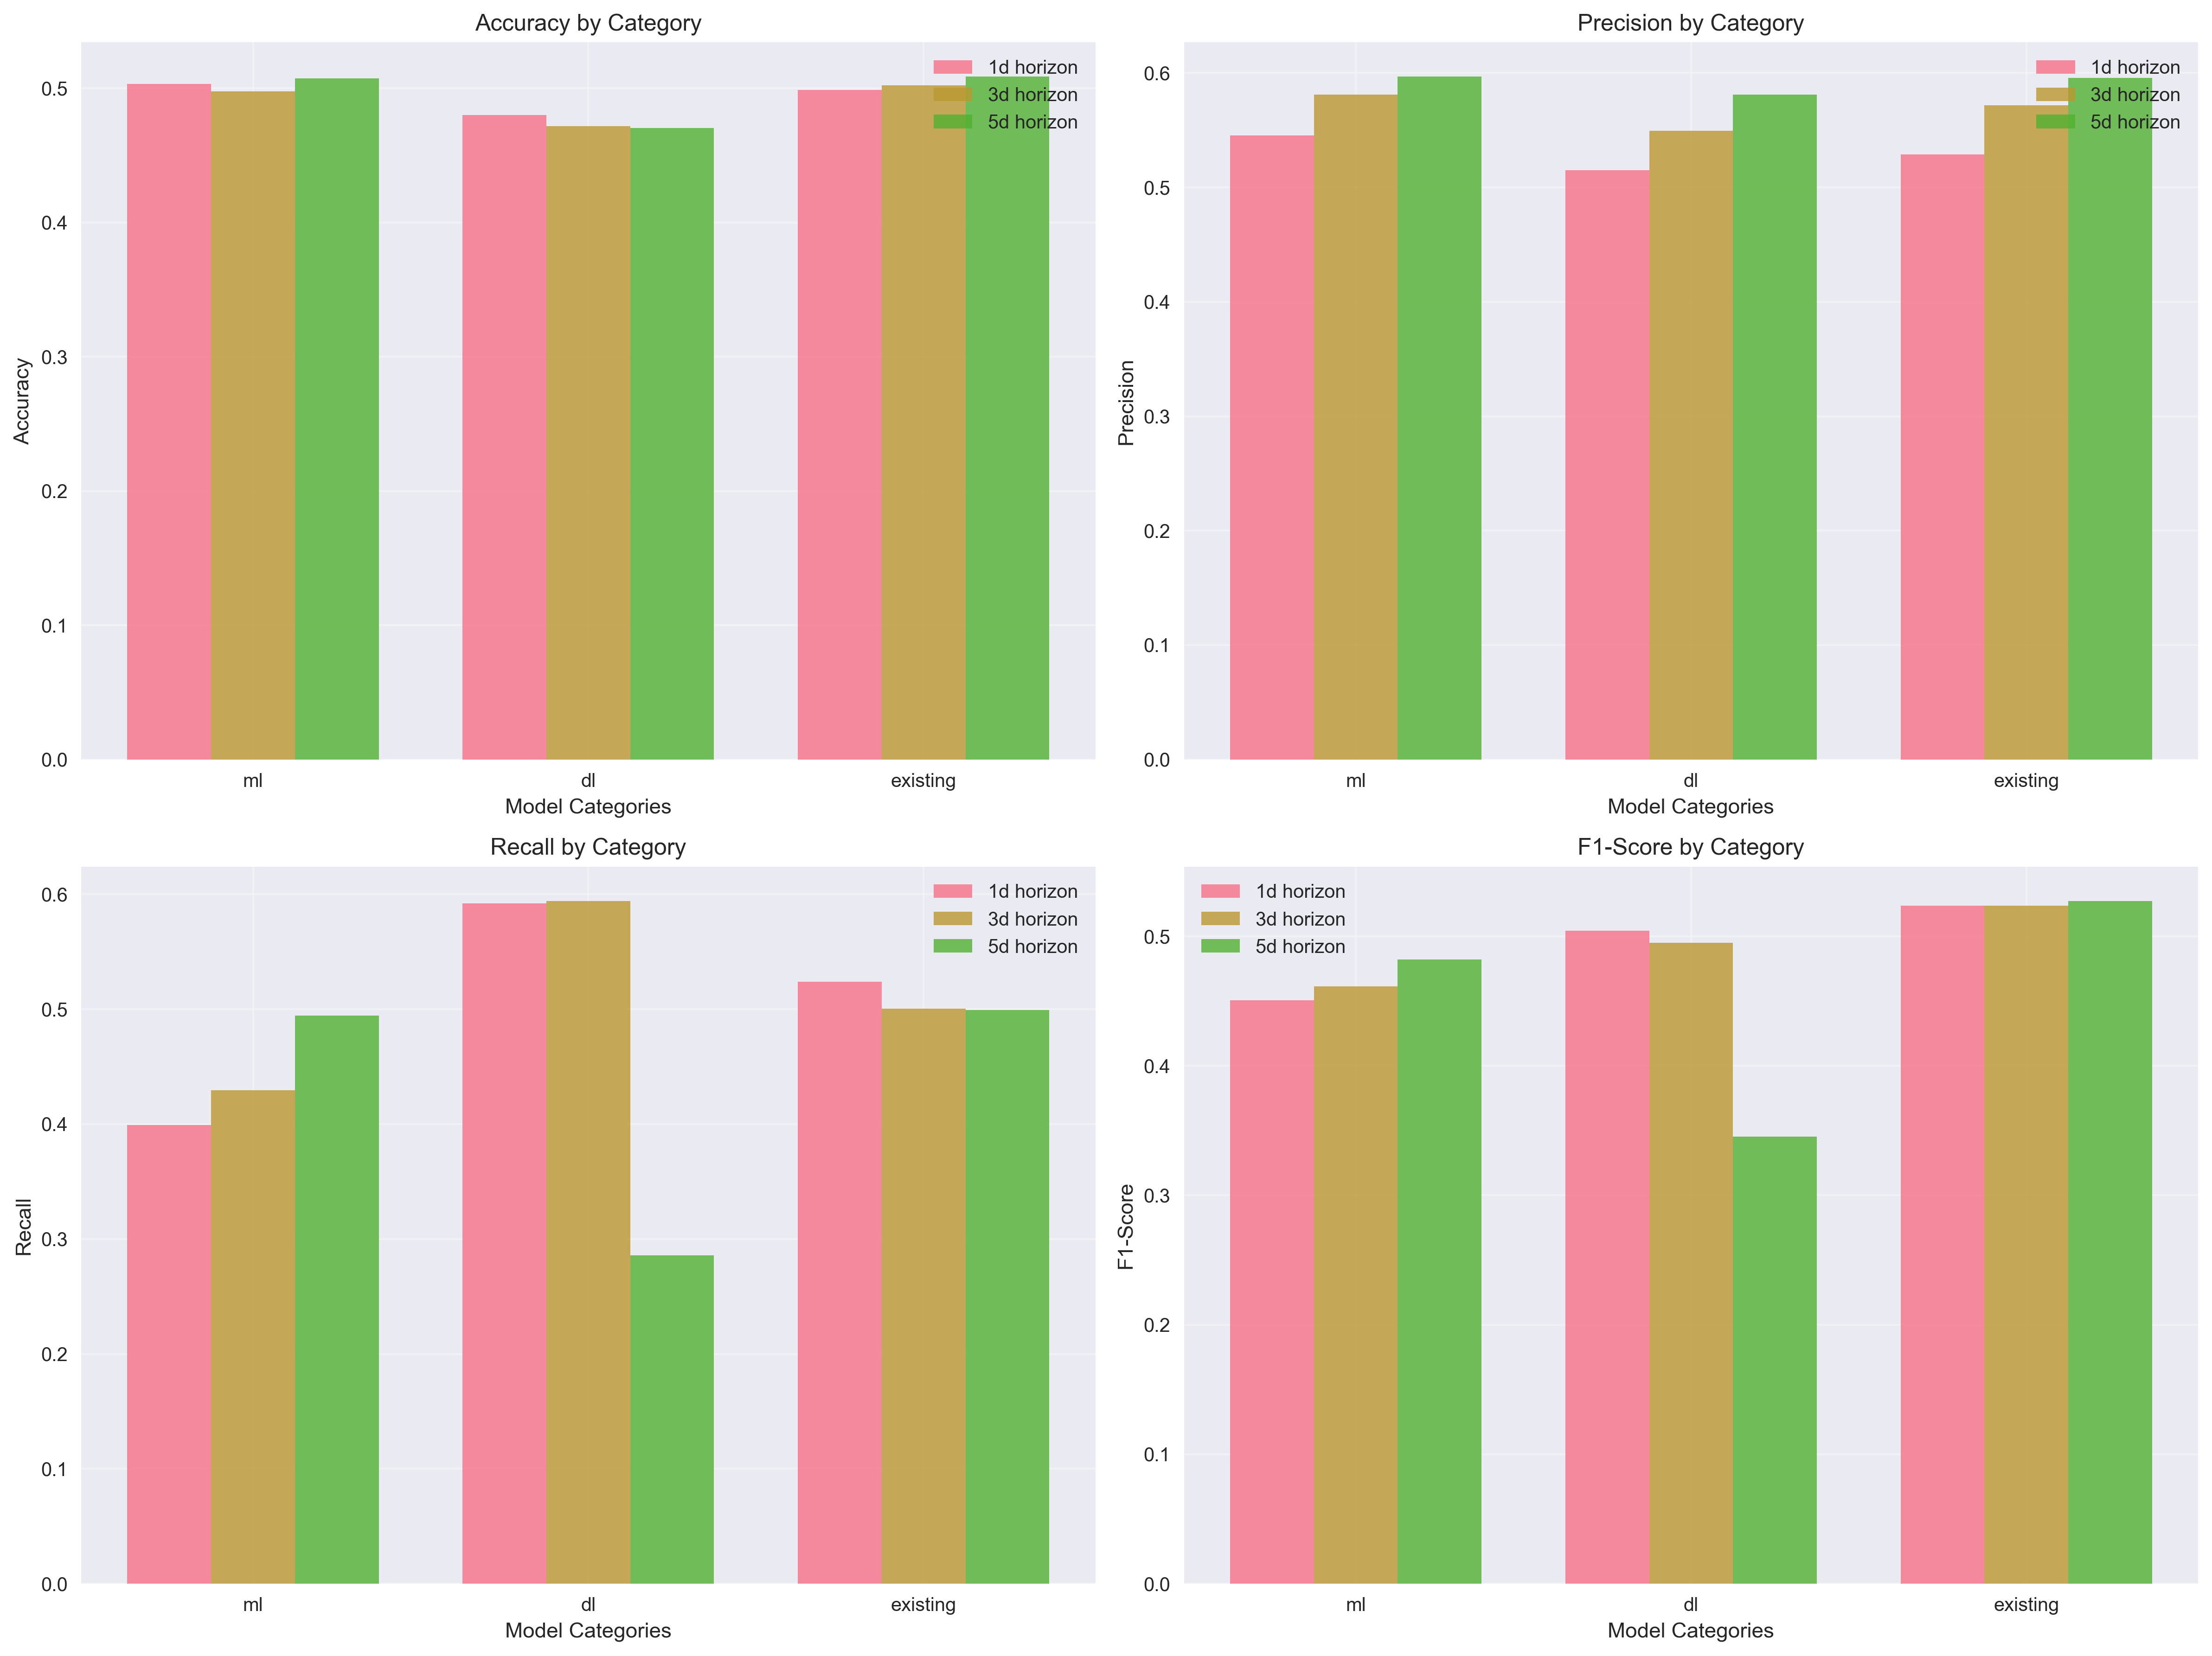 Accuracy by Category
1d horizon
3d horizon
5d horizon
0.5
0.4
0.3
0.2
0.1
0.0
Accuracy
ml
dl
existing
Model Categories
Precision by Category
1d horizon
3d horizon
5d horizon
0.6
0.5
0.4
0.3
0.2
0.1
0.0
Precision
ml
dl
existing
Model Categories
Recall by Category
1d horizon
3d horizon
5d horizon
0.6
0.5
0.4
0.3
0.2
0.1
0.0
Recall
ml
dl
existing
Model Categories
F1-Score by Category
1d horizon
3d horizon
5d horizon
0.5
0.4
0.3
0.2
0.1
0.0
F1-Score
ml
dl
existing
Model Categories